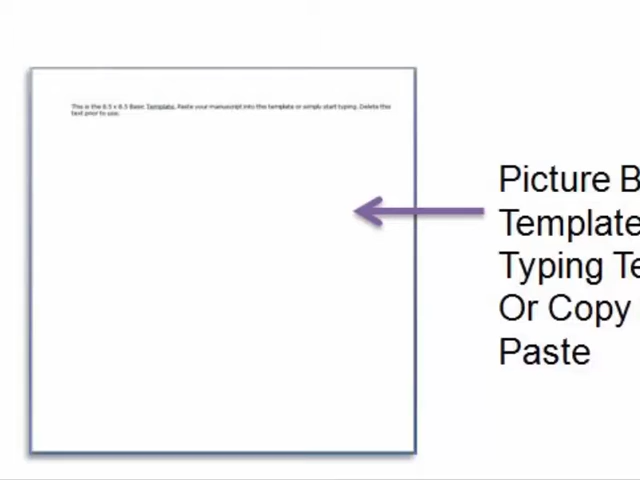 This is the 8.5 x 8.5 Basic Template. Paste your manuscript into the template or simply start typing. Delete this
text prior to use.
Picture B
Template
Typing Te
Or Copy
Paste